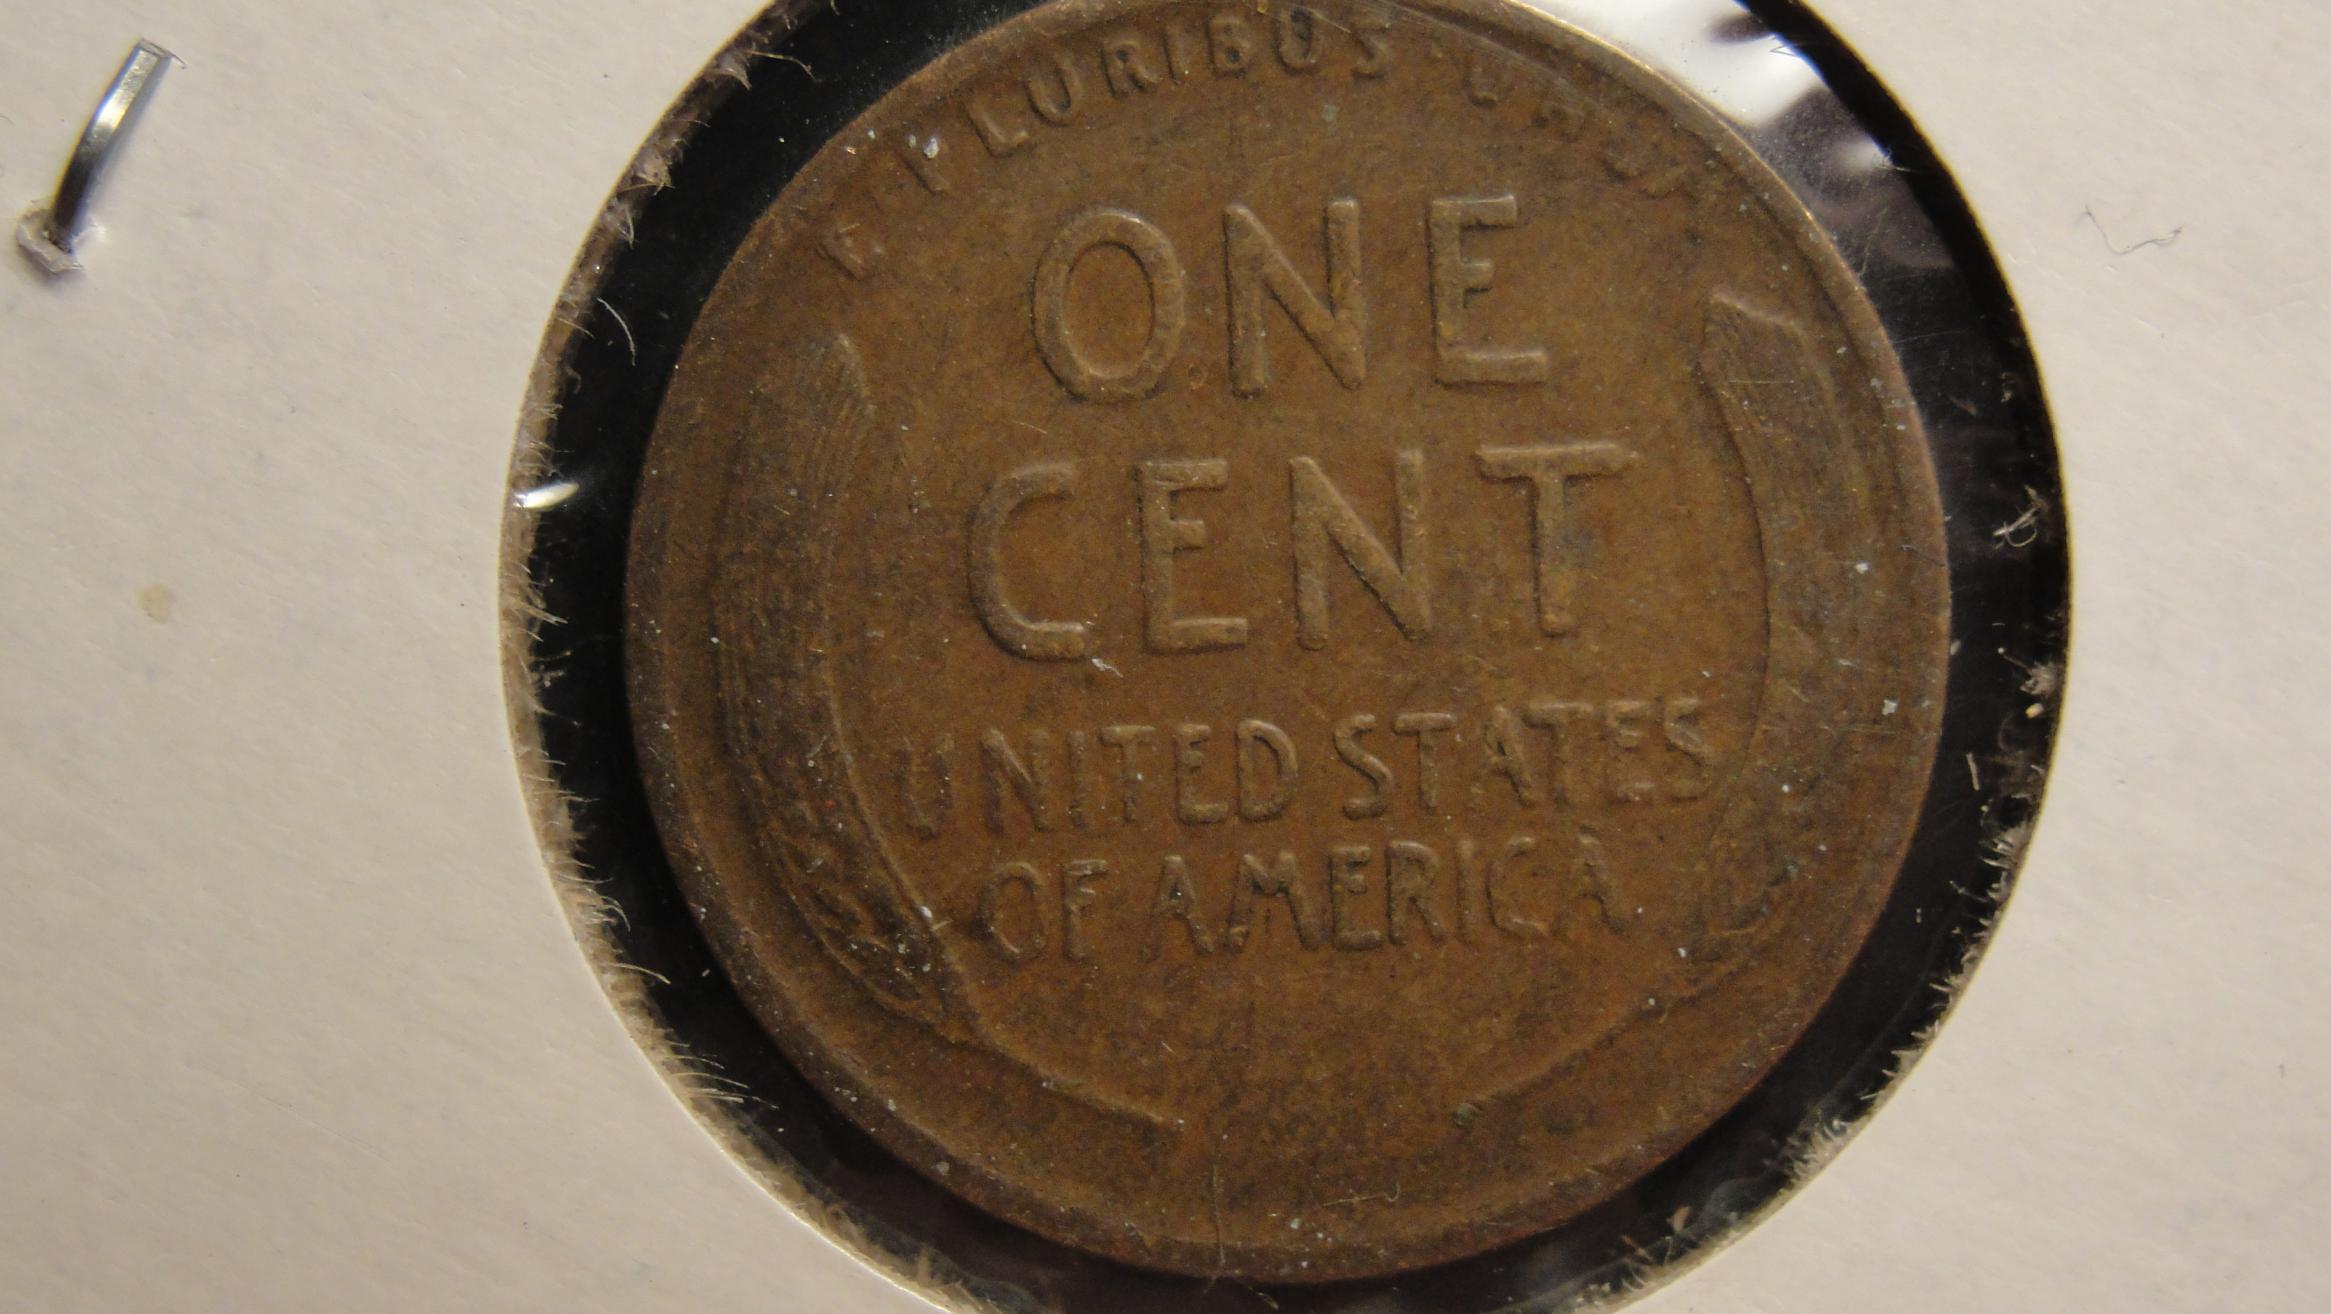 E PLURIBUS · UNUM
ONE
CENT
UNITED STATES
OF AMERICA